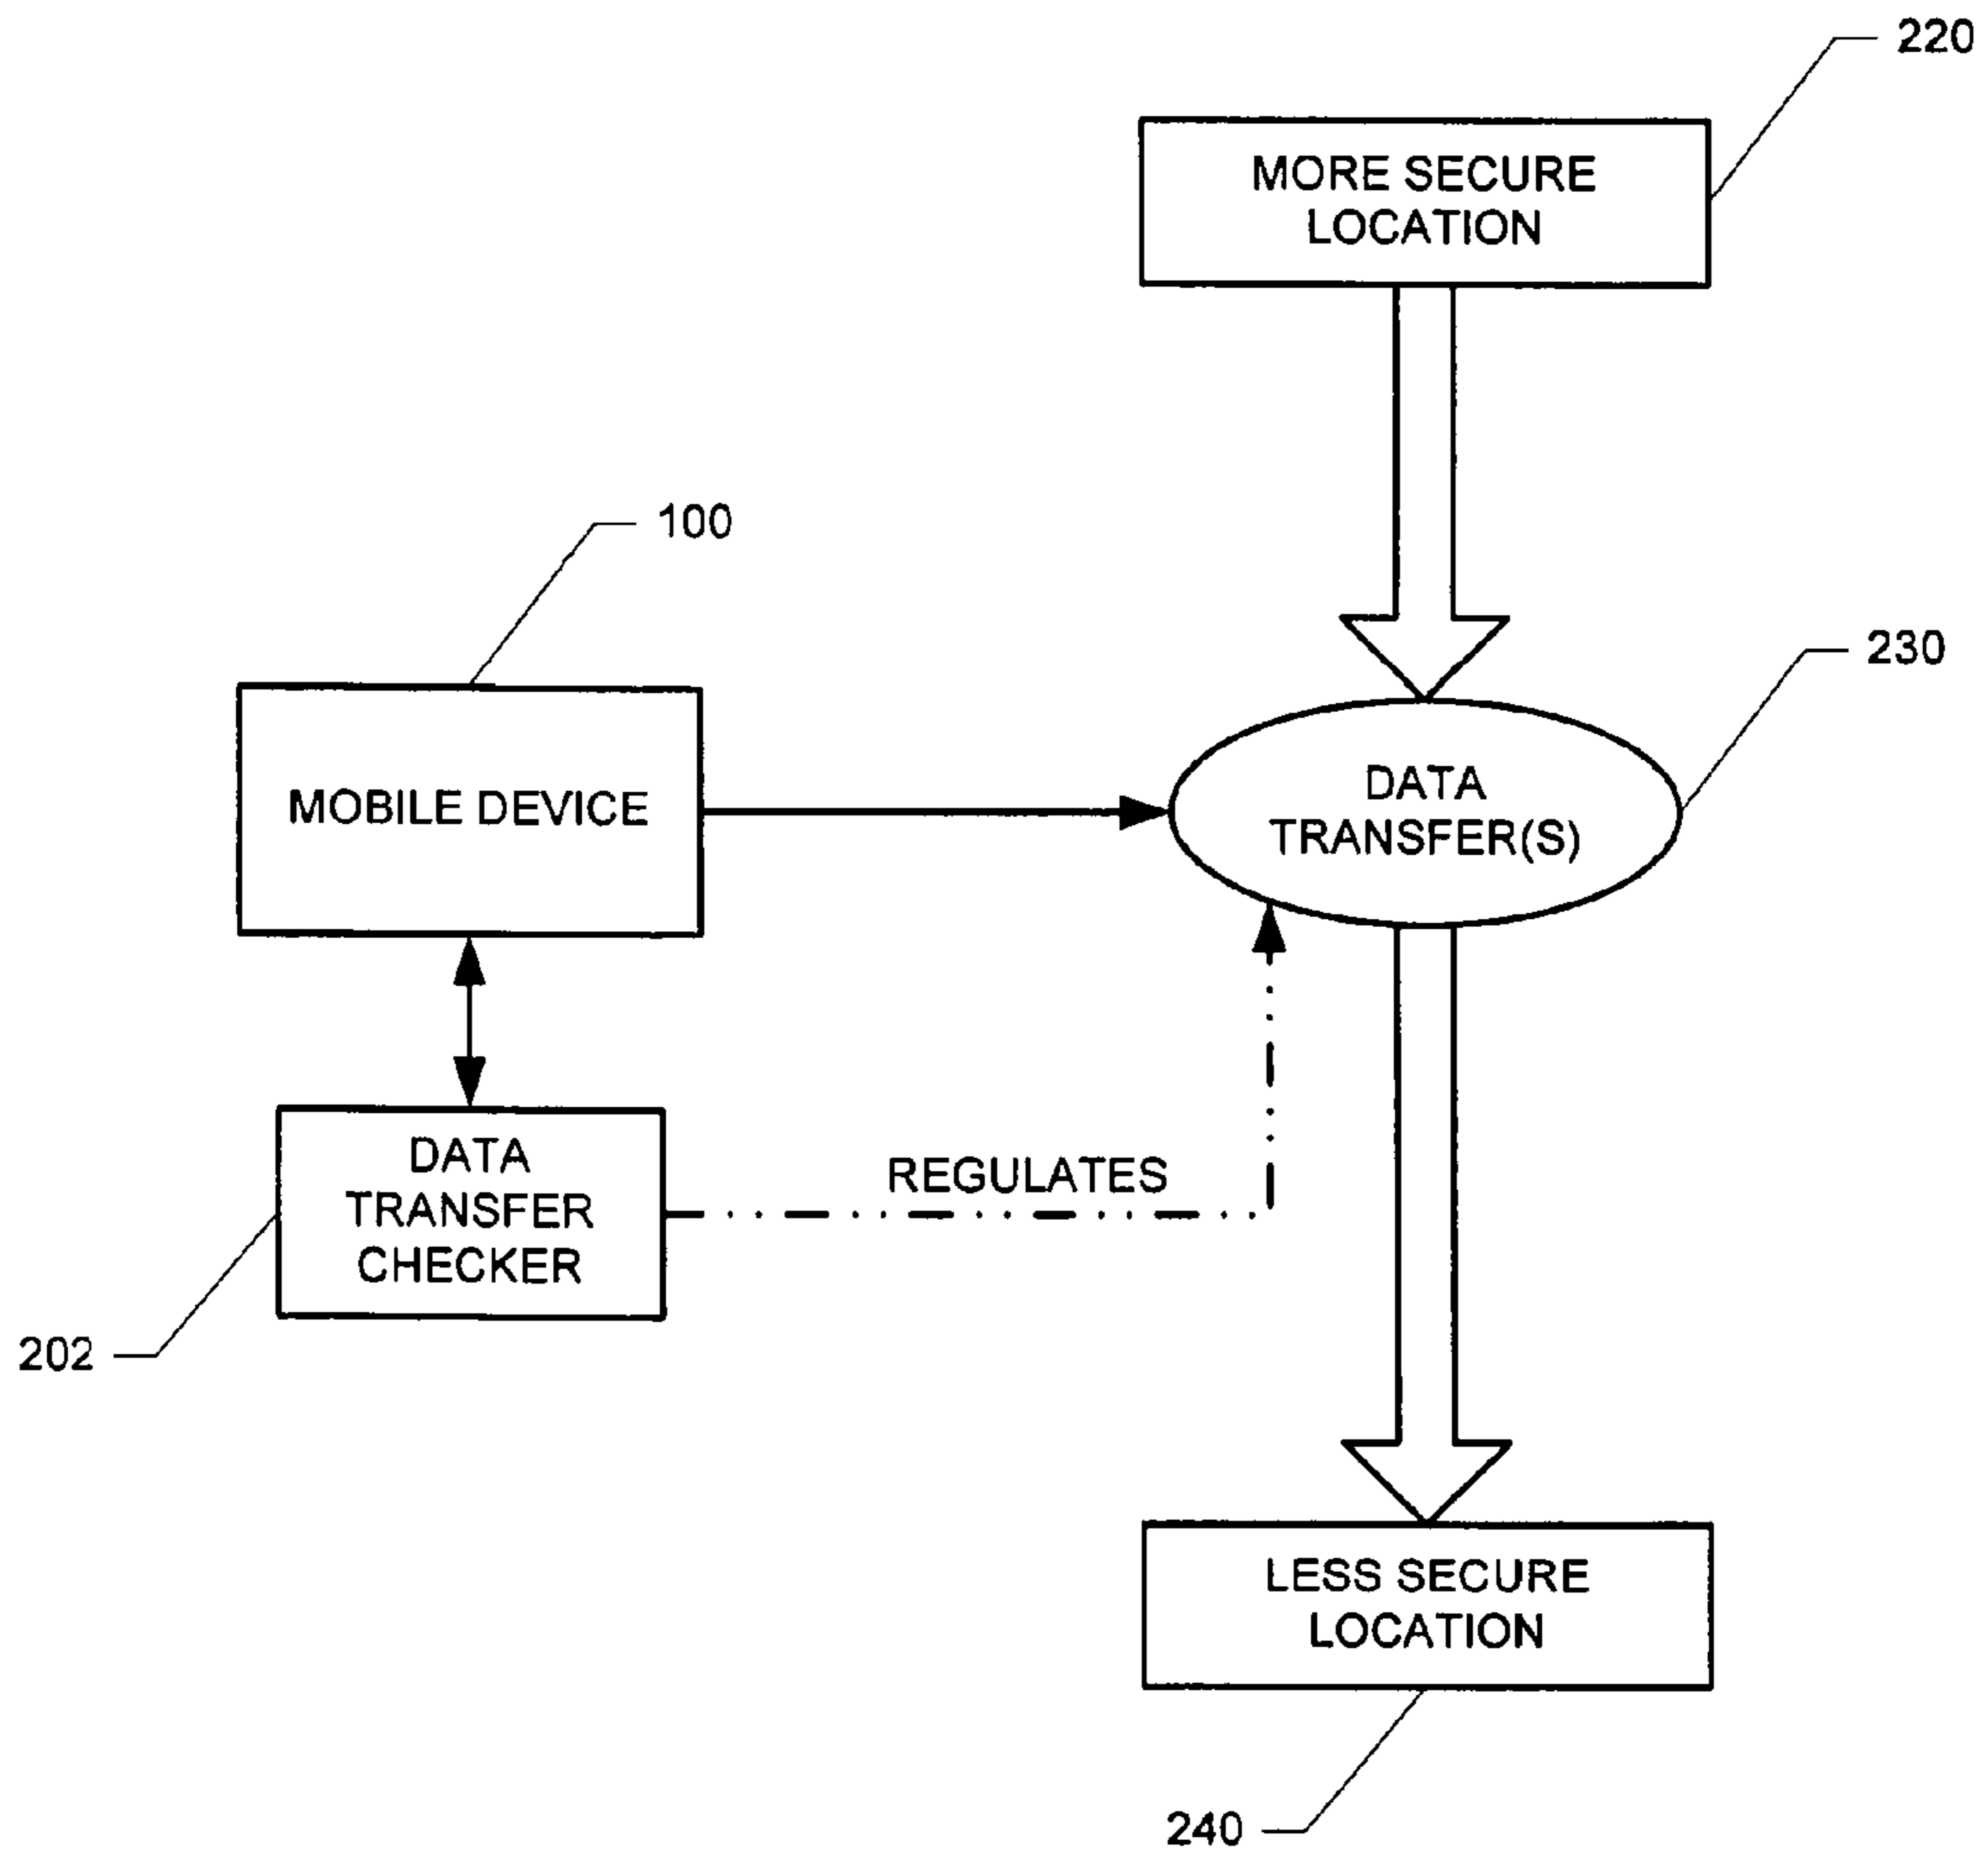 220
MORE SECURE
LOCATION
100
230
MOBILE DEVICE
DATA
TRANSFER(S)
DATA
TRANSFER
CHECKER
REGULATES
202
LESS SECURE
LOCATION
240